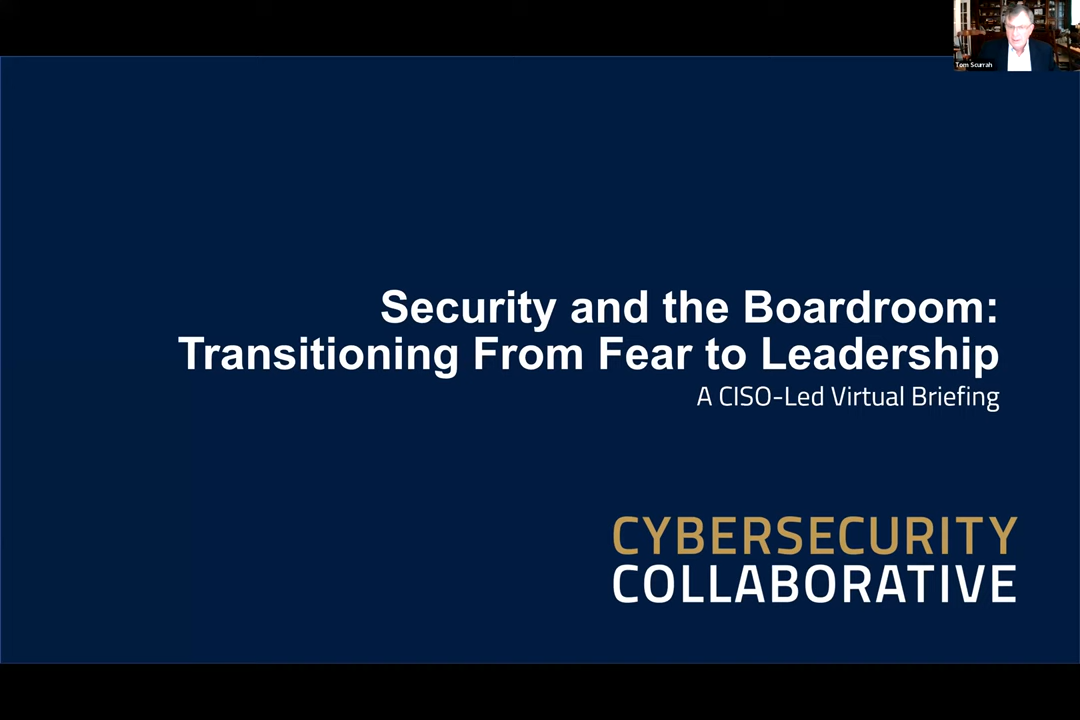 Tom Scurrah
Security and the Boardroom:
Transitioning From Fear to Leadership
A CISO-Led Virtual Briefing
CYBERSECURITY
COLLABORATIVE